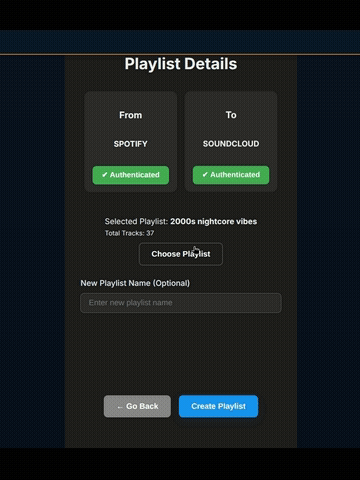 Playlist Details
From
To
SPOTIFY
SOUNDCLOUD
✔ Authenticated
✔ Authenticated
Selected Playlist: 2000s nightcore vibes
Total Tracks: 37
Choose Playlist
New Playlist Name (Optional)
Enter new playlist name
← Go Back
Create Playlist